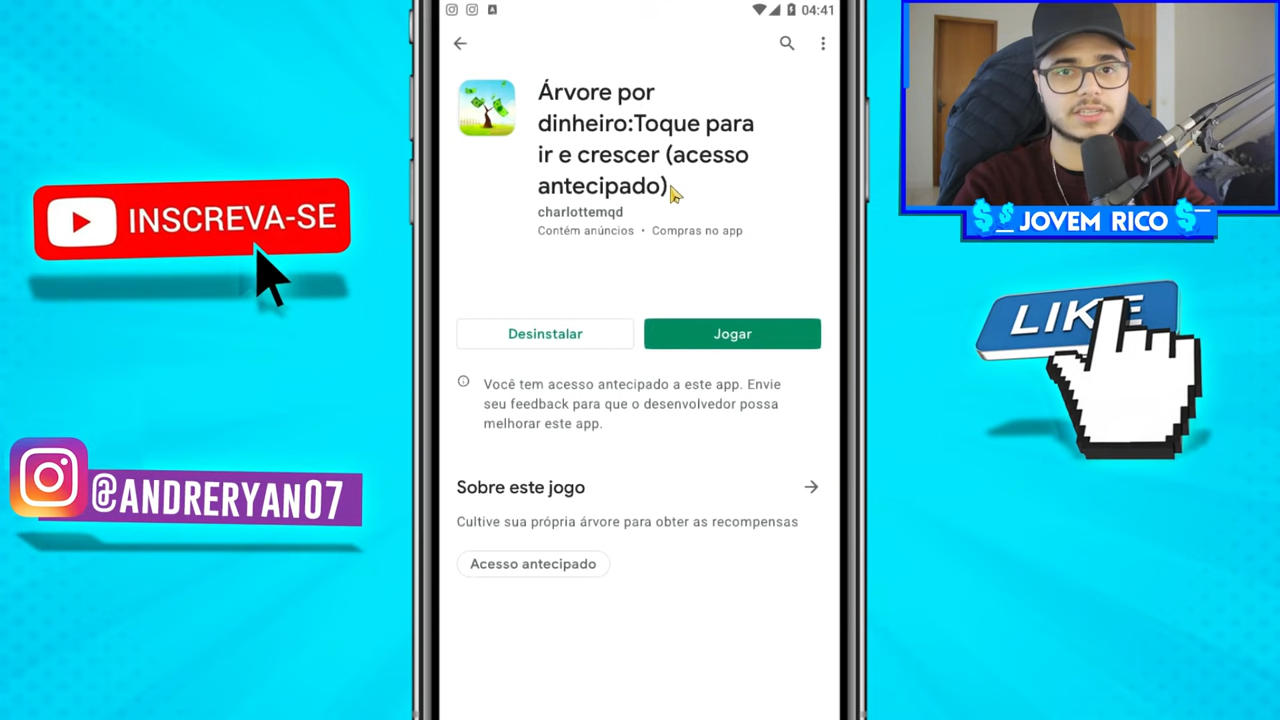 04:41
Árvore por
dinheiro:Toque para
ir e crescer (acesso
antecipado)
charlottemqd
Contém anúncios • Compras no app
Desinstalar
Jogar
Você tem acesso antecipado a este app. Envie
seu feedback para que o desenvolvedor possa
melhorar este app.
Sobre este jogo
Cultive sua própria árvore para obter as recompensas
Acesso antecipado
INSCREVA-SE
@ANDRERYAN07
$ $ JOVEM RICO $
LIKE